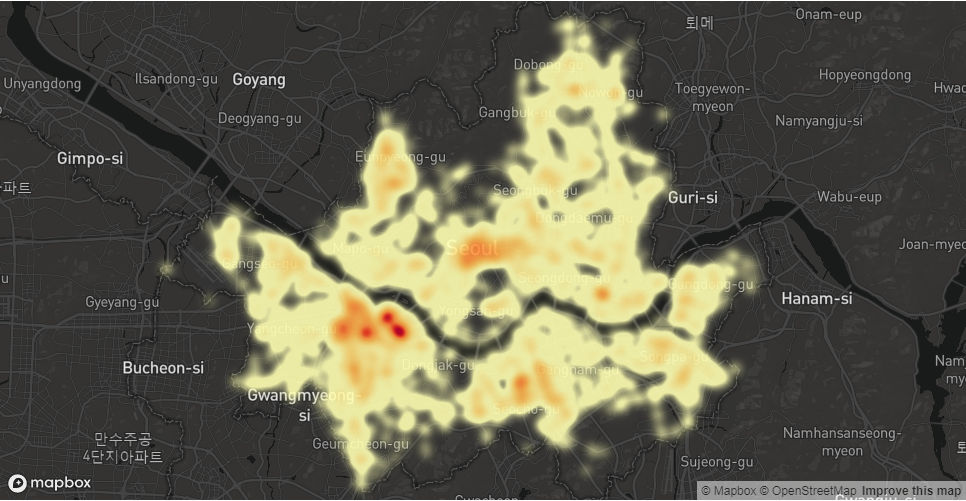 퇴메
Onam-eup
Unyangdong
Ilsandong-gu
Goyang
Dobong-gu
Nowon-gu
Toegyewon-
myeon
Hopyeongdong
Deogyang-gu
Gangbuk-gu
Namyangju-si
Gimpo-si
Eunpyeong-gu
아파트
Seongbuk-gu
Guri-si
Wabu-eup
Dongdaemun-gu
Mapo-gu
Seoul
Joan-myeo
Gangseo-gu
Seongdong-gu
Gangdong-gu
Gyeyang-gu
Yongsan-gu
Hanam-si
Yangcheon-gu
Bucheon-si
Dongjak-gu
Gangnam-gu
Songpa-gu
Gwangmyeong-
si
Seocho-gu
만수주공
4단지아파트
Geumcheon-gu
Namhansanseong-
myeon
Sujeong-gu
mapbox
© Mapbox © OpenStreetMap Improve this map